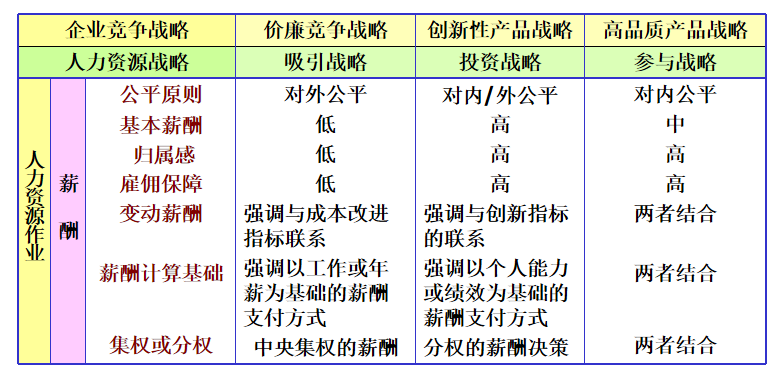 企业竞争战略 价廉竞争战略 创新性产品战略 高品质产品战略
人力资源战略 吸引战略 投资战略 参与战略
人力资源作业
薪酬
公平原则 对外公平 对内/外公平 对内公平
基本薪酬 低 高 中
归属感 低 高 高
雇佣保障 低 高 高
变动薪酬 强调与成本改进 强调与创新指标 两者结合
指标联系 的联系
薪酬计算基础 强调以工作或年 强调以个人能力 两者结合
薪为基础的薪酬 或绩效为基础的
支付方式 薪酬支付方式
集权或分权 中央集权的薪酬 分权的薪酬决策 两者结合